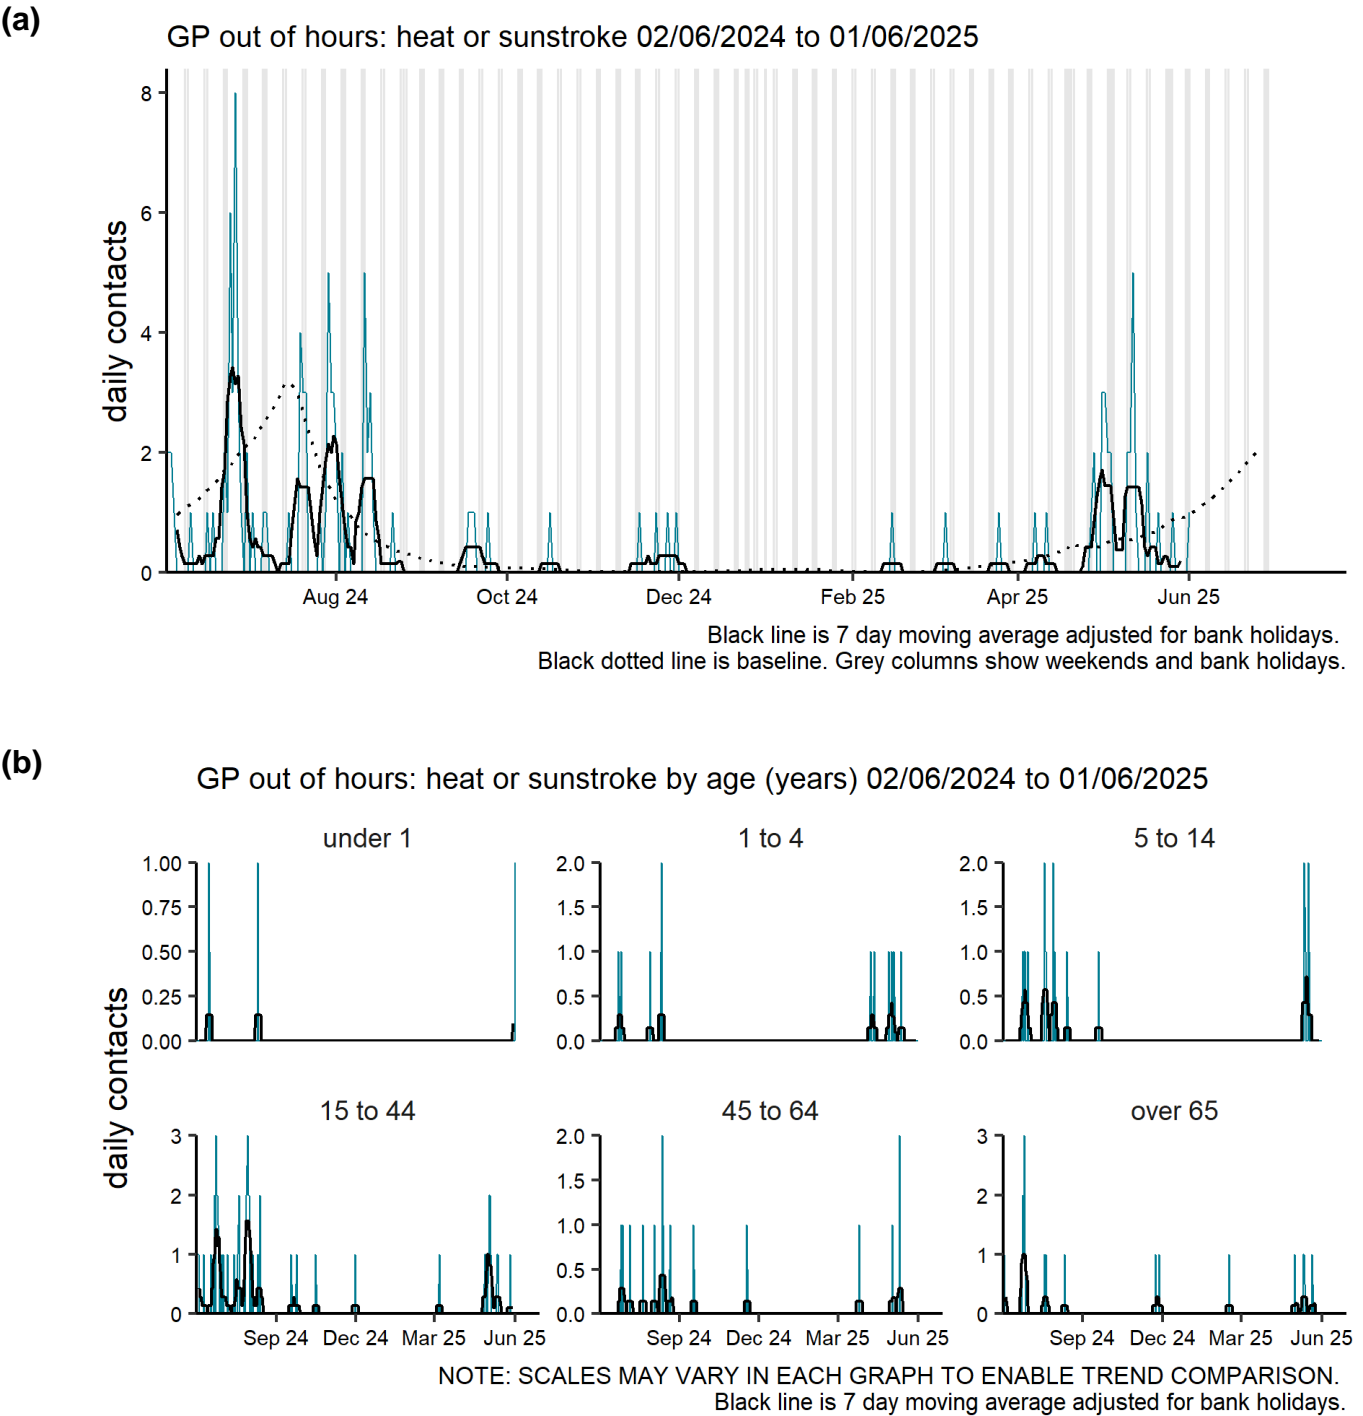 (a)
GP out of hours: heat or sunstroke 02/06/2024 to 01/06/2025
daily contacts
8
6
4
2
0
Aug 24 Oct 24 Dec 24 Feb 25 Apr 25 Jun 25
Black line is 7 day moving average adjusted for bank holidays.
Black dotted line is baseline. Grey columns show weekends and bank holidays.
(b)
GP out of hours: heat or sunstroke by age (years) 02/06/2024 to 01/06/2025
daily contacts
under 1
1.00
0.75
0.50
0.25
0.00
1 to 4
2.0
1.5
1.0
0.5
0.0
5 to 14
2.0
1.5
1.0
0.5
0.0
15 to 44
3
2
1
0
Sep 24 Dec 24 Mar 25 Jun 25
45 to 64
2.0
1.5
1.0
0.5
0.0
Sep 24 Dec 24 Mar 25 Jun 25
over 65
3
2
1
0
Sep 24 Dec 24 Mar 25 Jun 25
NOTE: SCALES MAY VARY IN EACH GRAPH TO ENABLE TREND COMPARISON.
Black line is 7 day moving average adjusted for bank holidays.